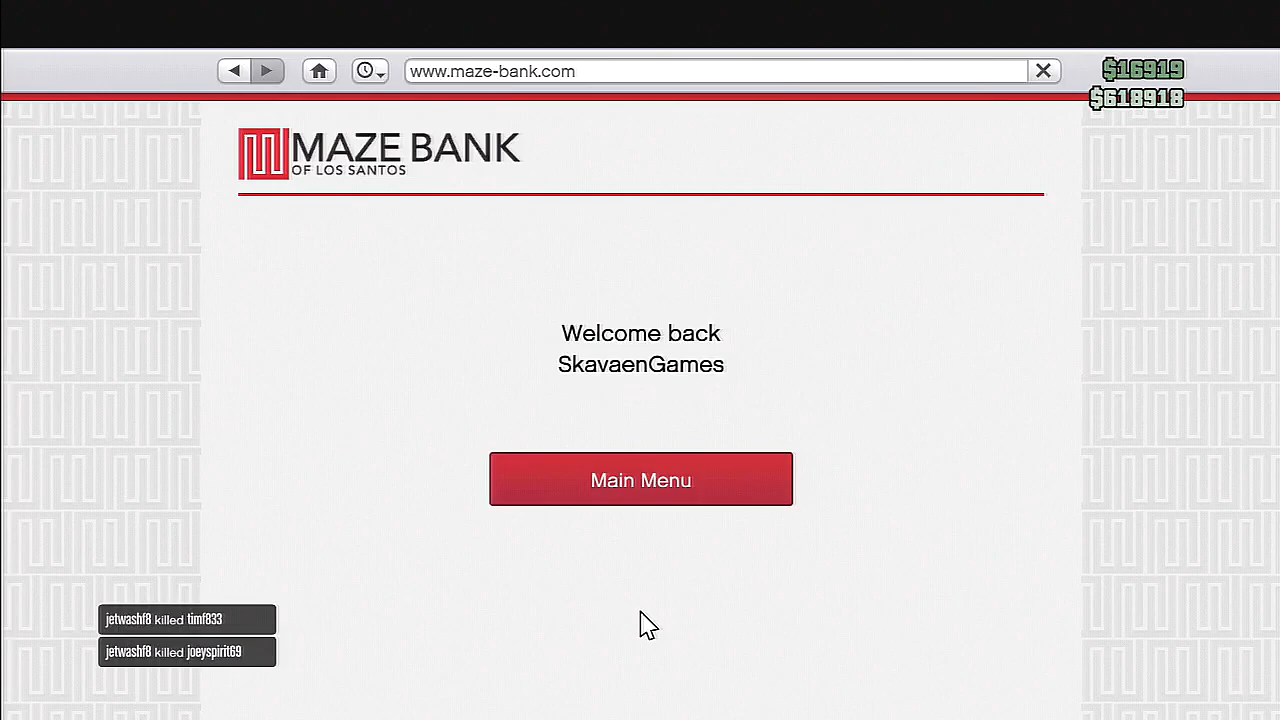 www.maze-bank.com
$16919
$618918
MAZE BANK
OF LOS SANTOS
Welcome back
SkavaenGames
Main Menu
jetwashf8 killed timf833
jetwashf8 killed joeyspirit69